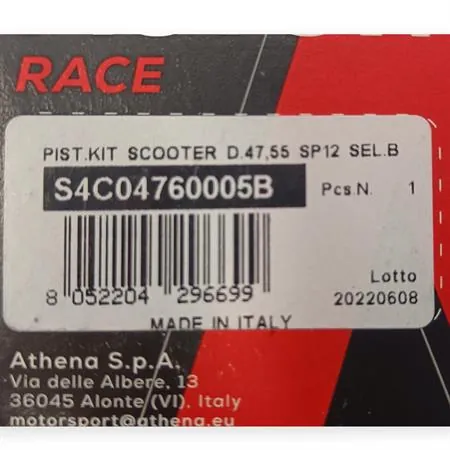 RACE
PIST.KIT SCOOTER D.47,55 SP12 SEL.B
S4C04760005B Pcs.N. 1
8 052204 296699
Lotto
20220608
MADE IN ITALY
Athena S.p.A.
Via delle Albere, 13
36045 Alonte (VI), Italy
motorsport@athena.eu